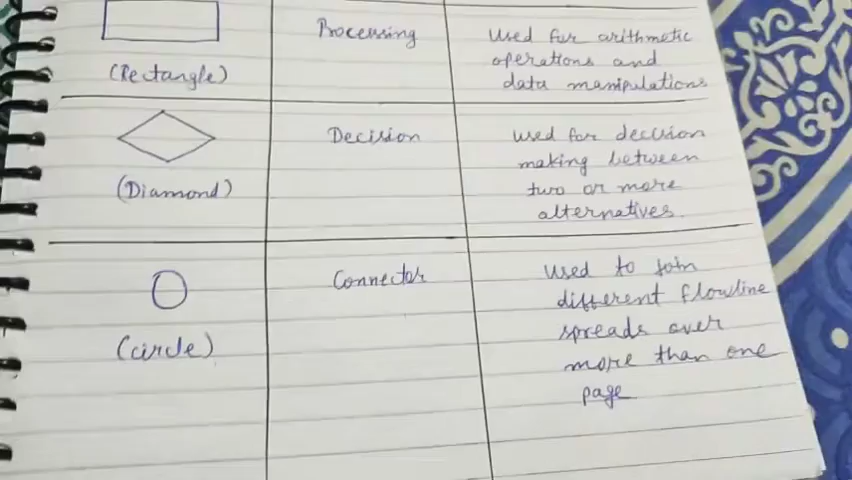 Processing
used for arithmetic
operations and
data manipulations
(Rectangle)
Decision
used for decision
making between
two or more
alternatives.
(Diamond)
Connector
used to join
different flowline
spreads over
more than one
page
(circle)